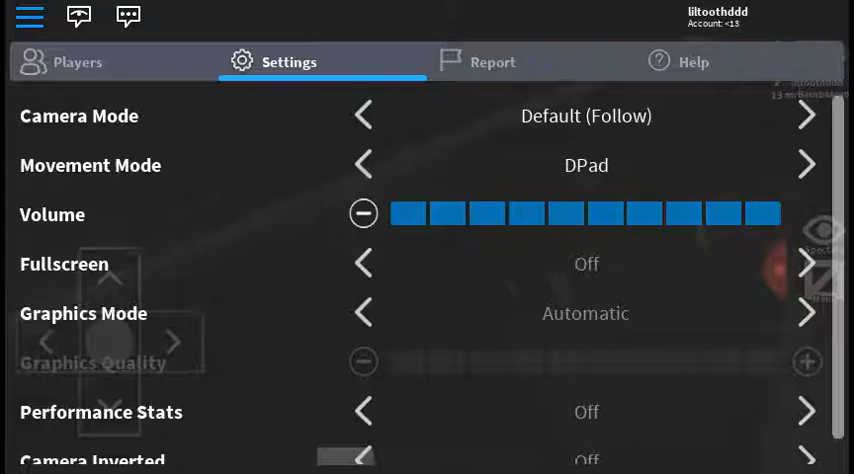 liltoothddd
Account: <13
Players
Settings
Report
Help
Camera Mode
Default (Follow)
Movement Mode
DPad
Volume
Fullscreen
Off
Graphics Mode
Automatic
Graphics Quality
Performance Stats
Off
Camera Inverted
Off